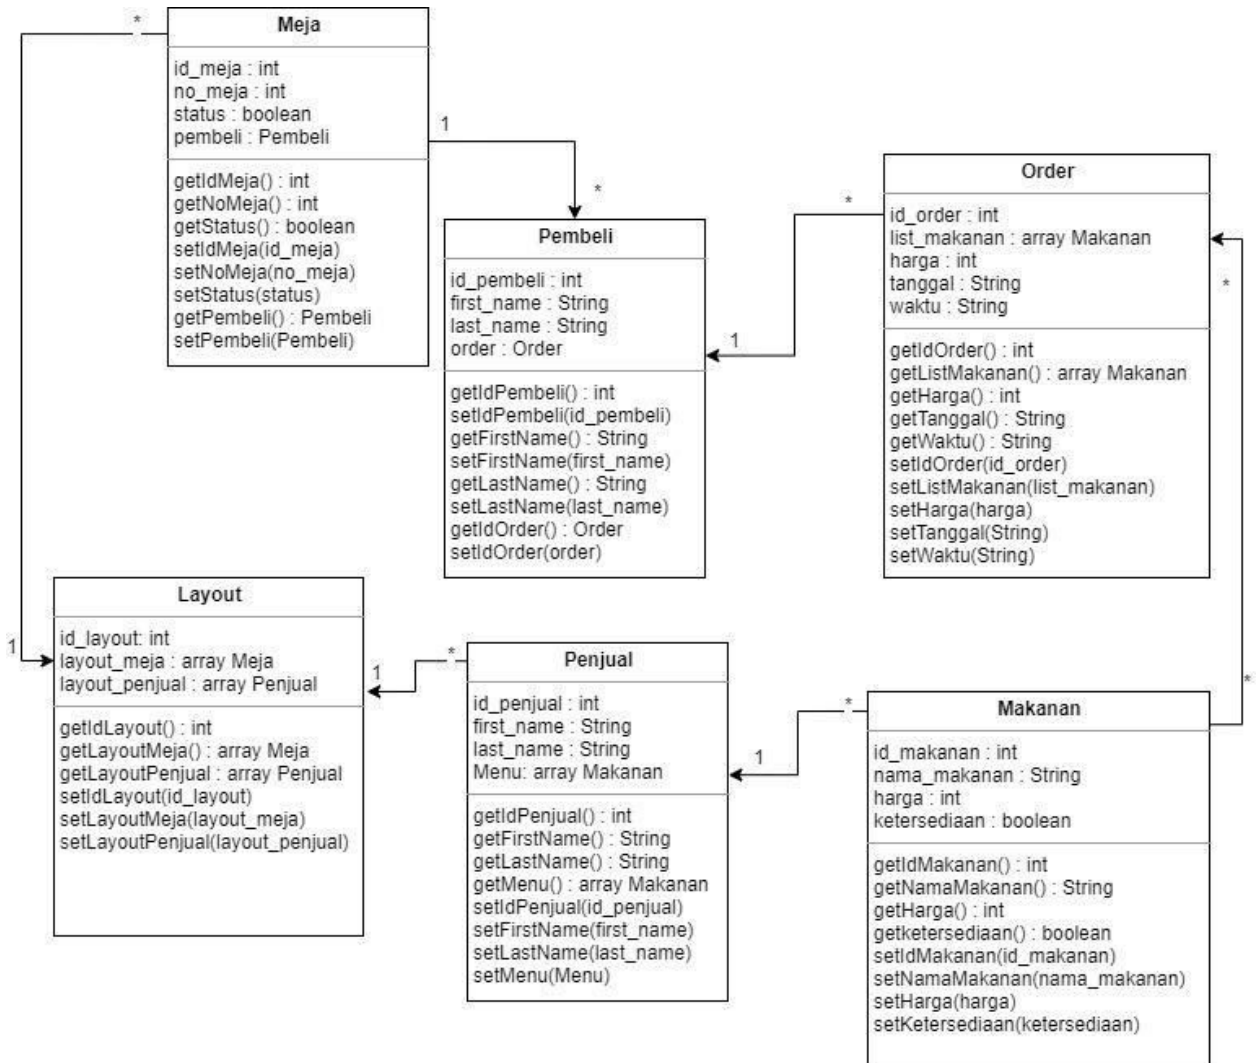 Meja
id_meja : int
no_meja : int
status : boolean
pembeli : Pembeli
getIdMeja() : int
getNoMeja() : int
getStatus() : boolean
setIdMeja(id_meja)
setNoMeja(no_meja)
setStatus(status)
getPembeli() : Pembeli
setPembeli(Pembeli)
*
1
1
*
Pembeli
id_pembeli : int
first_name : String
last_name : String
order : Order
getIdPembeli() : int
setIdPembeli(id_pembeli)
getFirstName() : String
setFirstName(first_name)
getLastName() : String
setLastName(last_name)
getIdOrder() : Order
setIdOrder(order)
*
1
Order
id_order : int
list_makanan : array Makanan
harga : int
tanggal : String
waktu : String
getIdOrder() : int
getListMakanan() : array Makanan
getHarga() : int
getTanggal() : String
getWaktu() : String
setIdOrder(id_order)
setListMakanan(list_makanan)
setHarga(harga)
setTanggal(String)
setWaktu(String)
*
*
Layout
id_layout: int
layout_meja : array Meja
layout_penjual : array Penjual
getIdLayout() : int
getLayoutMeja() : array Meja
getLayoutPenjual : array Penjual
setIdLayout(id_layout)
setLayoutMeja(layout_meja)
setLayoutPenjual(layout_penjual)
1
*
Penjual
id_penjual : int
first_name : String
last_name : String
Menu: array Makanan
getIdPenjual() : int
getFirstName() : String
getLastName() : String
getMenu() : array Makanan
setIdPenjual(id_penjual)
setFirstName(first_name)
setLastName(last_name)
setMenu(Menu)
1
*
Makanan
id_makanan : int
nama_makanan : String
harga : int
ketersediaan : boolean
getIdMakanan() : int
getNamaMakanan() : String
getHarga() : int
getketersediaan() : boolean
setIdMakanan(id_makanan)
setNamaMakanan(nama_makanan)
setHarga(harga)
setKetersediaan(ketersediaan)